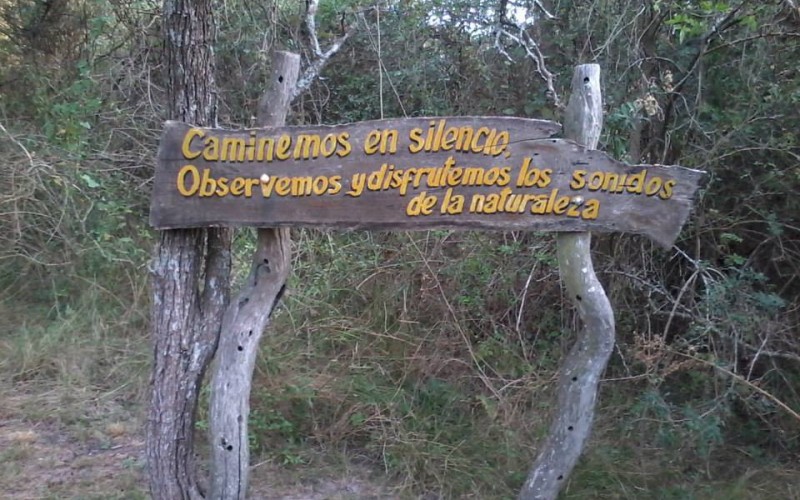 Caminemos en silencio,
Observemos y disfrutemos los sonidos
de la naturaleza